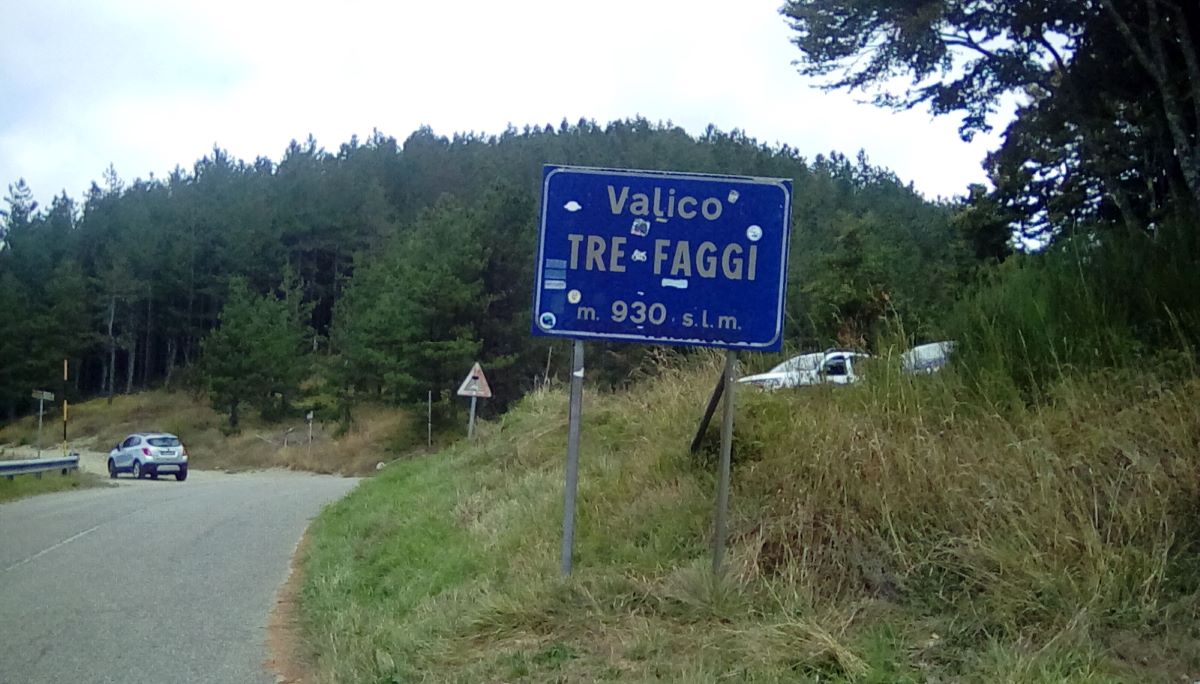 Valico
TRE FAGGI
m. 930 s.l.m.